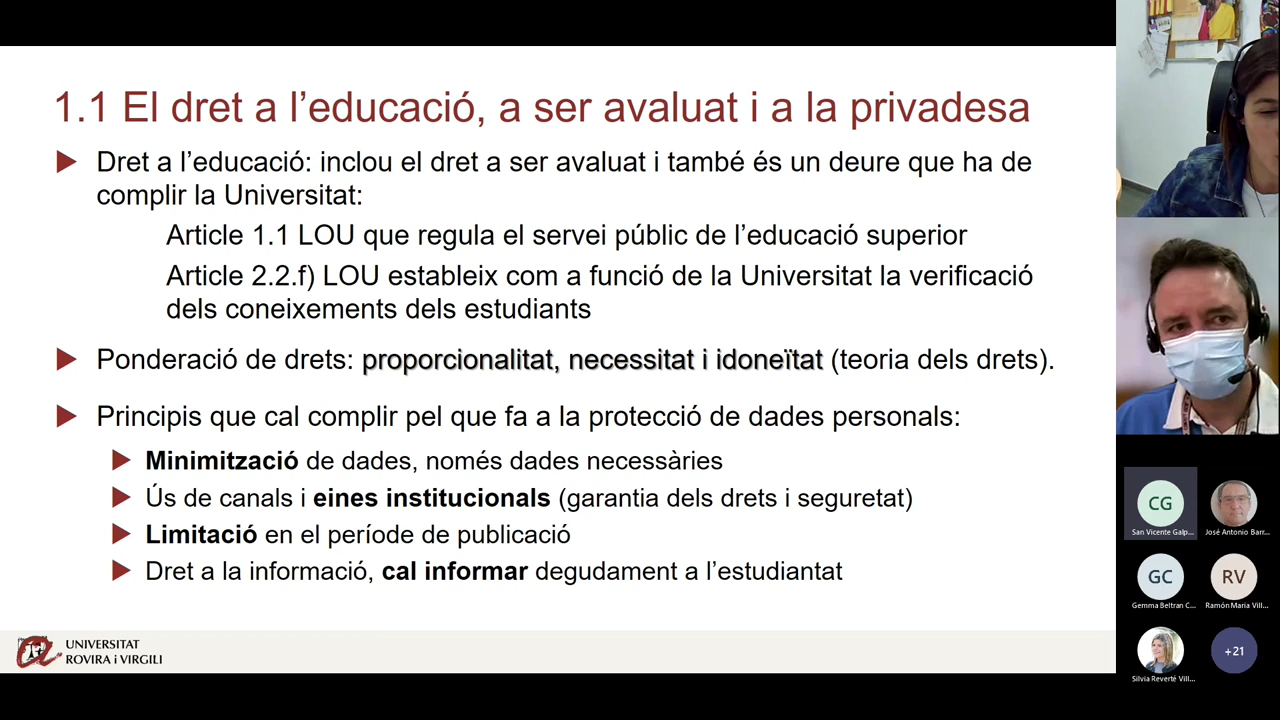 1.1 El dret a l’educació, a ser avaluat i a la privadesa
Dret a l’educació: inclou el dret a ser avaluat i també és un deure que ha de
complir la Universitat:
Article 1.1 LOU que regula el servei públic de l’educació superior
Article 2.2.f) LOU estableix com a funció de la Universitat la verificació
dels coneixements dels estudiants
Ponderació de drets: proporcionalitat, necessitat i idoneïtat (teoria dels drets).
Principis que cal complir pel que fa a la protecció de dades personals:
Minimització de dades, només dades necessàries
Ús de canals i eines institucionals (garantia dels drets i seguretat)
Limitació en el període de publicació
Dret a la informació, cal informar degudament a l’estudiantat
UNIVERSITAT
ROVIRA i VIRGILI
CG
San Vicente Galp...
José Antonio Barr...
GC
RV
Gemma Beltran C...
Ramón Maria Vill...
+21
Silvia Reverté Vill...